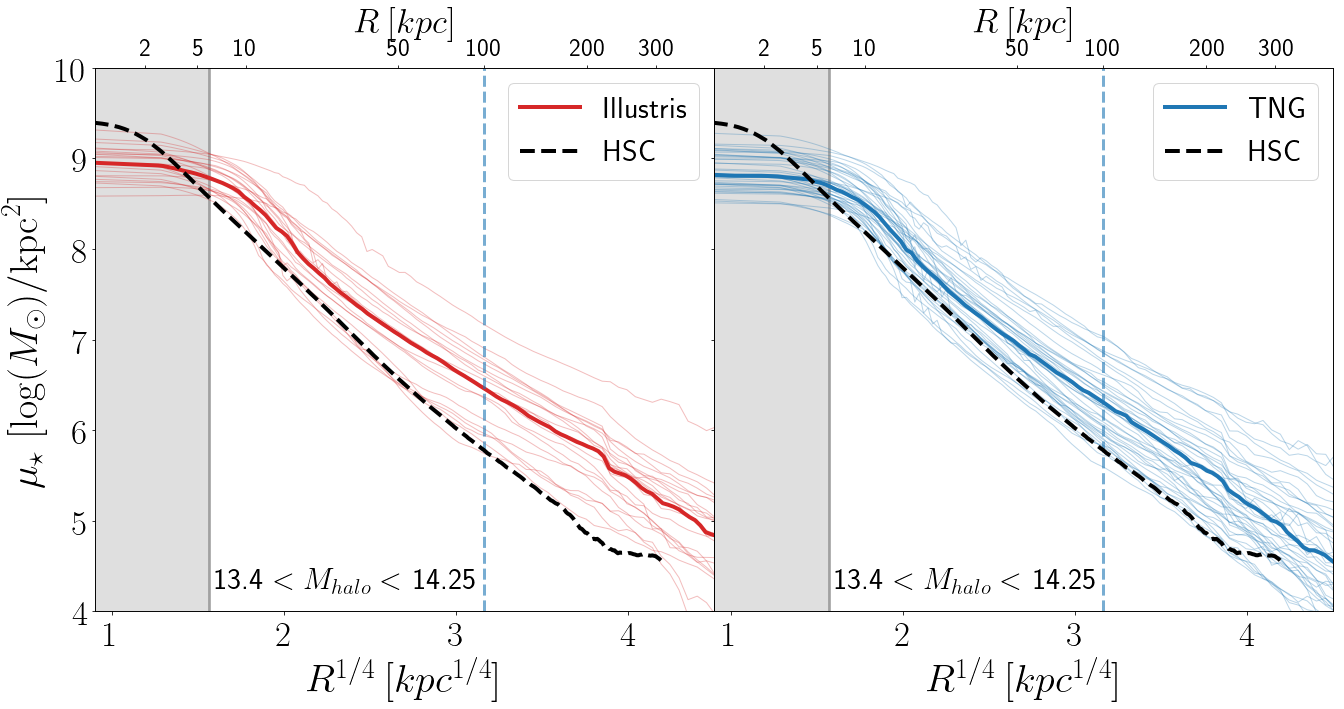 R [kpc] R [kpc]
2 5 10 50 100 200 300 2 5 10 50 100 200 300
10
9
8
7
6
5
4
μ⋆ [log(M⊙)/kpc²]
Illustris
HSC
TNG
HSC
13.4 < M_halo < 14.25 13.4 < M_halo < 14.25
1 2 3 4 1 2 3 4
R^{1/4} [kpc^{1/4}] R^{1/4} [kpc^{1/4}]